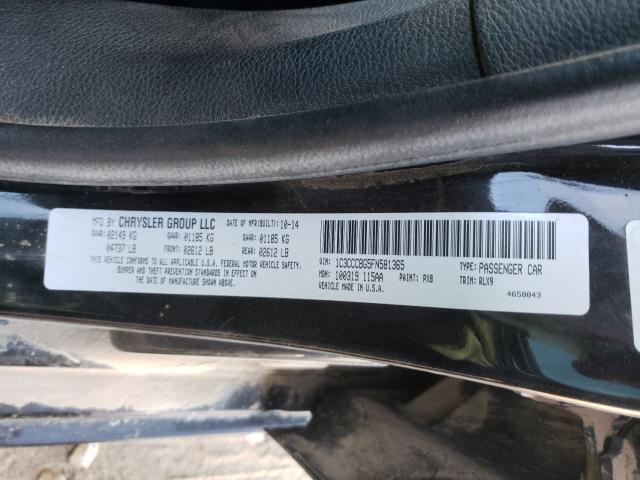 MFD BY CHRYSLER GROUP LLC DATE OF MFR(BUILT): 10-14
GVWR: 02149 KG GAWR: 01185 KG GAWR: 01185 KG
04737 LB FRONT: 02612 LB REAR: 02612 LB
THIS VEHICLE CONFORMS TO ALL APPLICABLE U.S.A. FEDERAL MOTOR VEHICLE SAFETY,
BUMPER AND THEFT PREVENTION STANDARDS IN EFFECT ON
THE DATE OF MANUFACTURE SHOWN ABOVE.
VIN: 1C3CCCBG5FN581365 TYPE: PASSENGER CAR
MDH: 100319 115AA PAINT: PX8 TRIM: RLX9
VEHICLE MADE IN U.S.A. 4658843